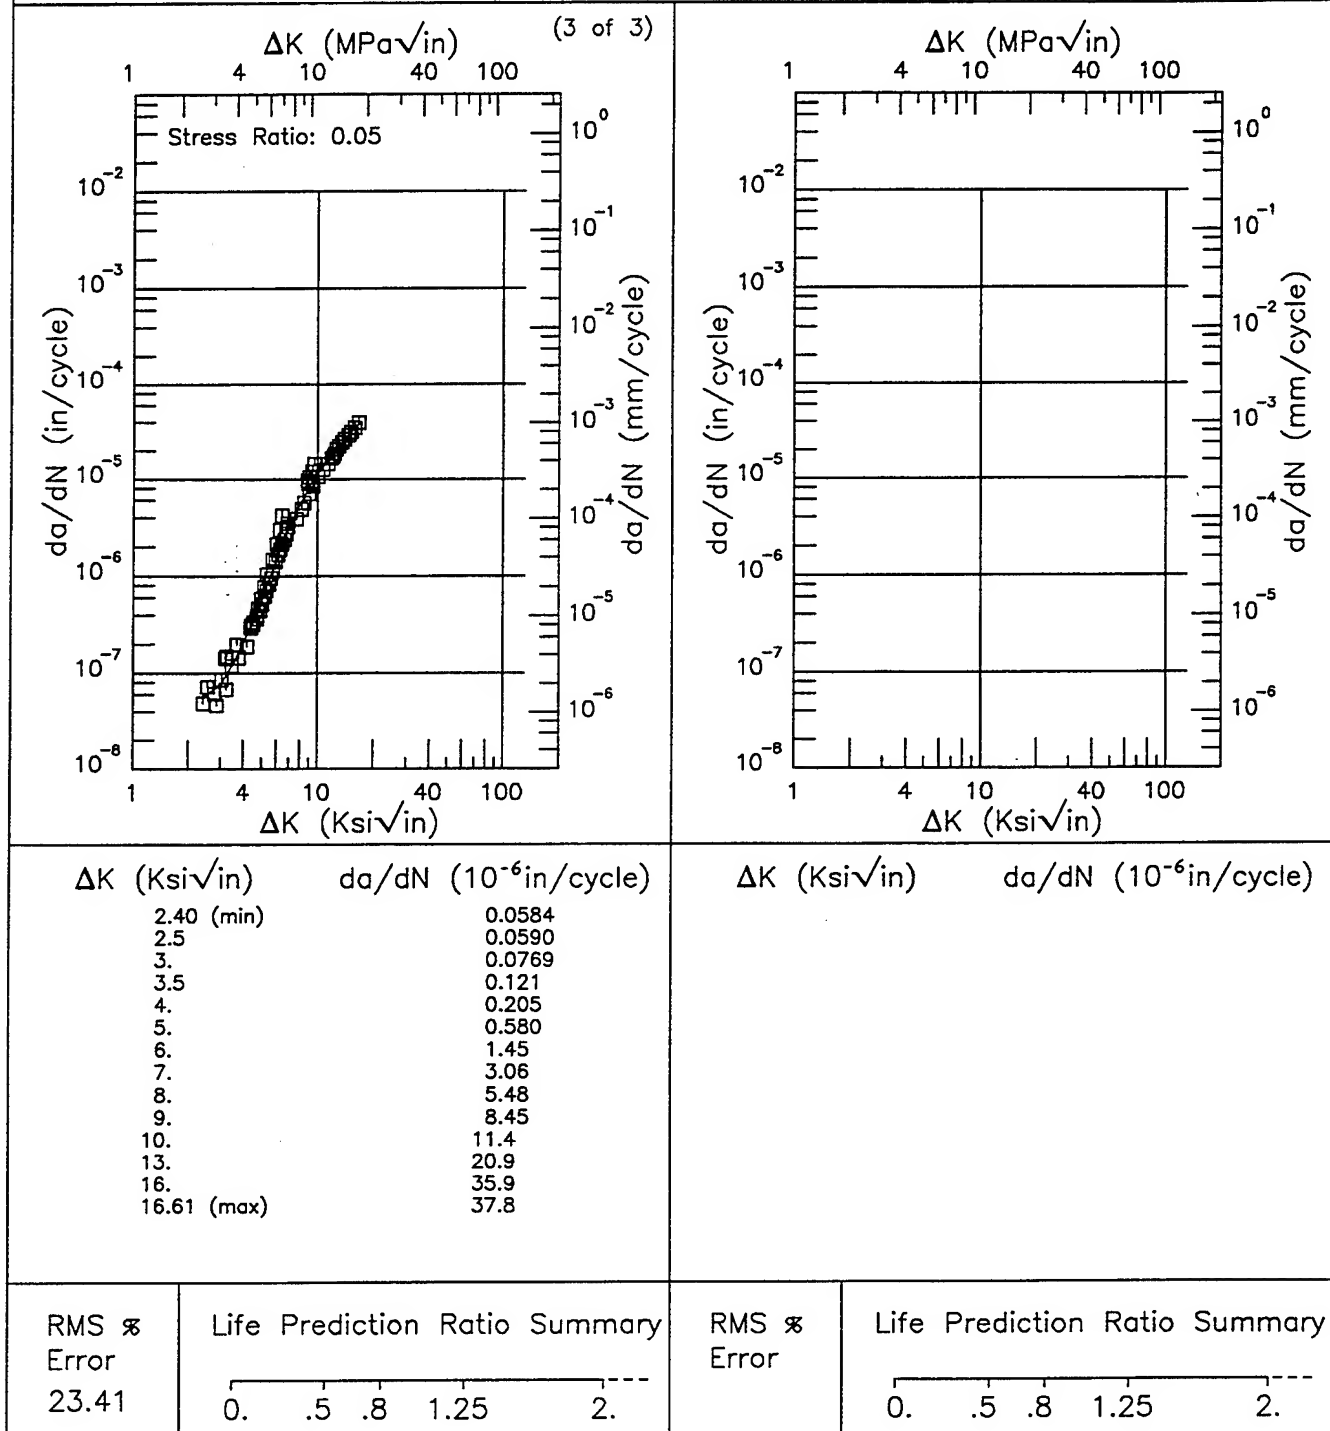 (3 of 3)
ΔK (MPa√in)
1 4 10 40 100
Stress Ratio: 0.05
10⁰
10⁻²
10⁻¹
10⁻³
10⁻²
10⁻⁴
10⁻³
10⁻⁵
10⁻⁴
10⁻⁶
10⁻⁵
10⁻⁷
10⁻⁶
10⁻⁸
da/dN (in/cycle)
da/dN (mm/cycle)
1 4 10 40 100
ΔK (Ksi√in)
ΔK (MPa√in)
1 4 10 40 100
10⁰
10⁻²
10⁻¹
10⁻³
10⁻²
10⁻⁴
10⁻³
10⁻⁵
10⁻⁴
10⁻⁶
10⁻⁵
10⁻⁷
10⁻⁶
10⁻⁸
da/dN (in/cycle)
da/dN (mm/cycle)
1 4 10 40 100
ΔK (Ksi√in)
ΔK (Ksi√in) da/dN (10⁻⁶in/cycle)
2.40 (min) 0.0584
2.5 0.0590
3. 0.0769
3.5 0.121
4. 0.205
5. 0.580
6. 1.45
7. 3.06
8. 5.48
9. 8.45
10. 11.4
13. 20.9
16. 35.9
16.61 (max) 37.8
ΔK (Ksi√in) da/dN (10⁻⁶in/cycle)
RMS %
Error
23.41
Life Prediction Ratio Summary
0. .5 .8 1.25 2.
RMS %
Error
Life Prediction Ratio Summary
0. .5 .8 1.25 2.